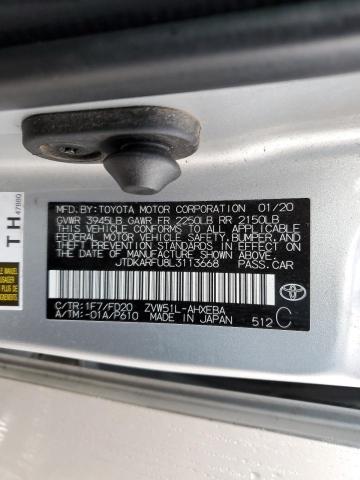 MFD.BY:TOYOTA MOTOR CORPORATION 01/20
GVWR 3945LB GAWR FR 2250LB RR 2150LB
THIS VEHICLE CONFORMS TO ALL APPLICABLE
FEDERAL MOTOR VEHICLE SAFETY, BUMPER, AND
THEFT PREVENTION STANDARDS IN EFFECT ON
THE DATE OF MANUFACTURE SHOWN ABOVE.
JTDKARFU8L3113668 PASS.CAR
C/TR:1F7/FD20 ZVW51L-AHXEBA
A/TM:-01A/P610 MADE IN JAPAN 512 C
TOYOTA
TH
47880